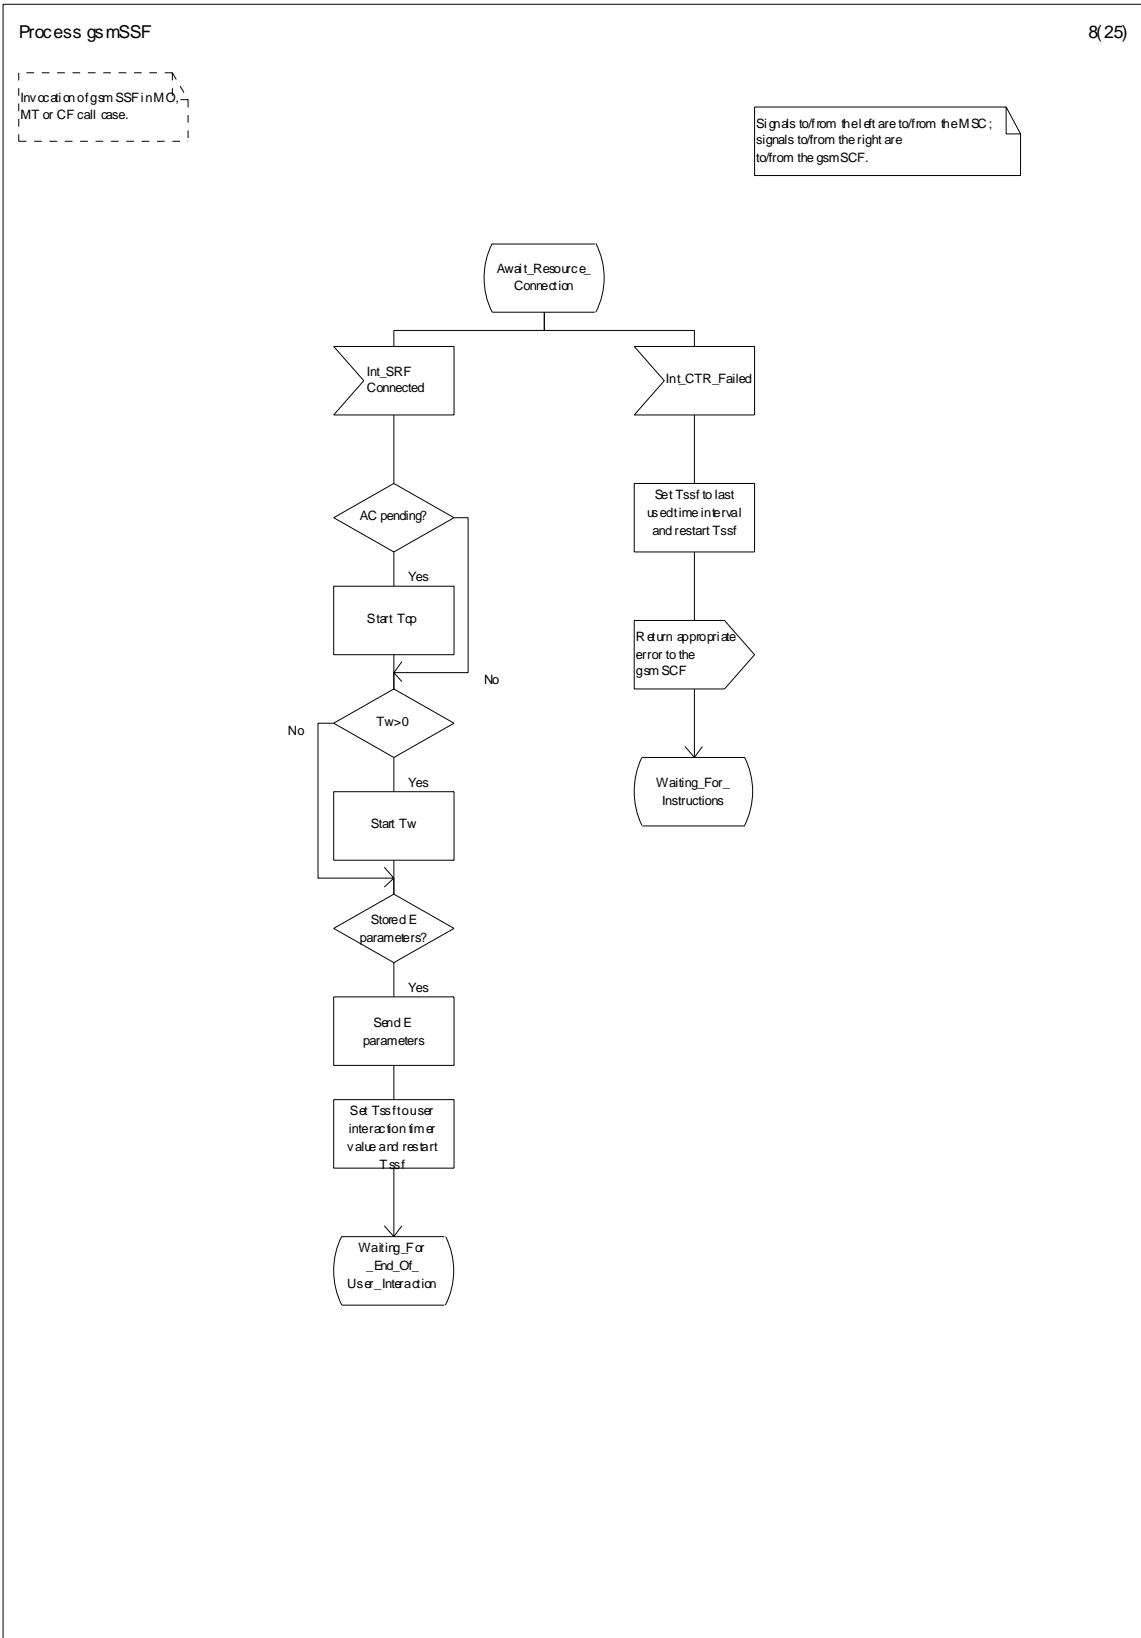 Process gsmSSF
8(25)
Invocation of gsmSSF in MO,
MT or CF call case.
Signals to/from the left are to/from the MSC;
signals to/from the right are
to/from the gsmSCF.
Await_Resource_
Connection
Int_SRF
Connected
Int_CTR_Failed
AC pending?
Set Tssf to last
used time interval
and restart Tssf
Yes
Start Tcp
Return appropriate
error to the
gsmSCF
No
Tw>0
No
Yes
Waiting_For_
Instructions
Start Tw
Stored E
parameters?
Yes
Send E
parameters
Set Tssf to user
interaction timer
value and restart
Tssf
Waiting_For
_End_Of_
User_Interaction